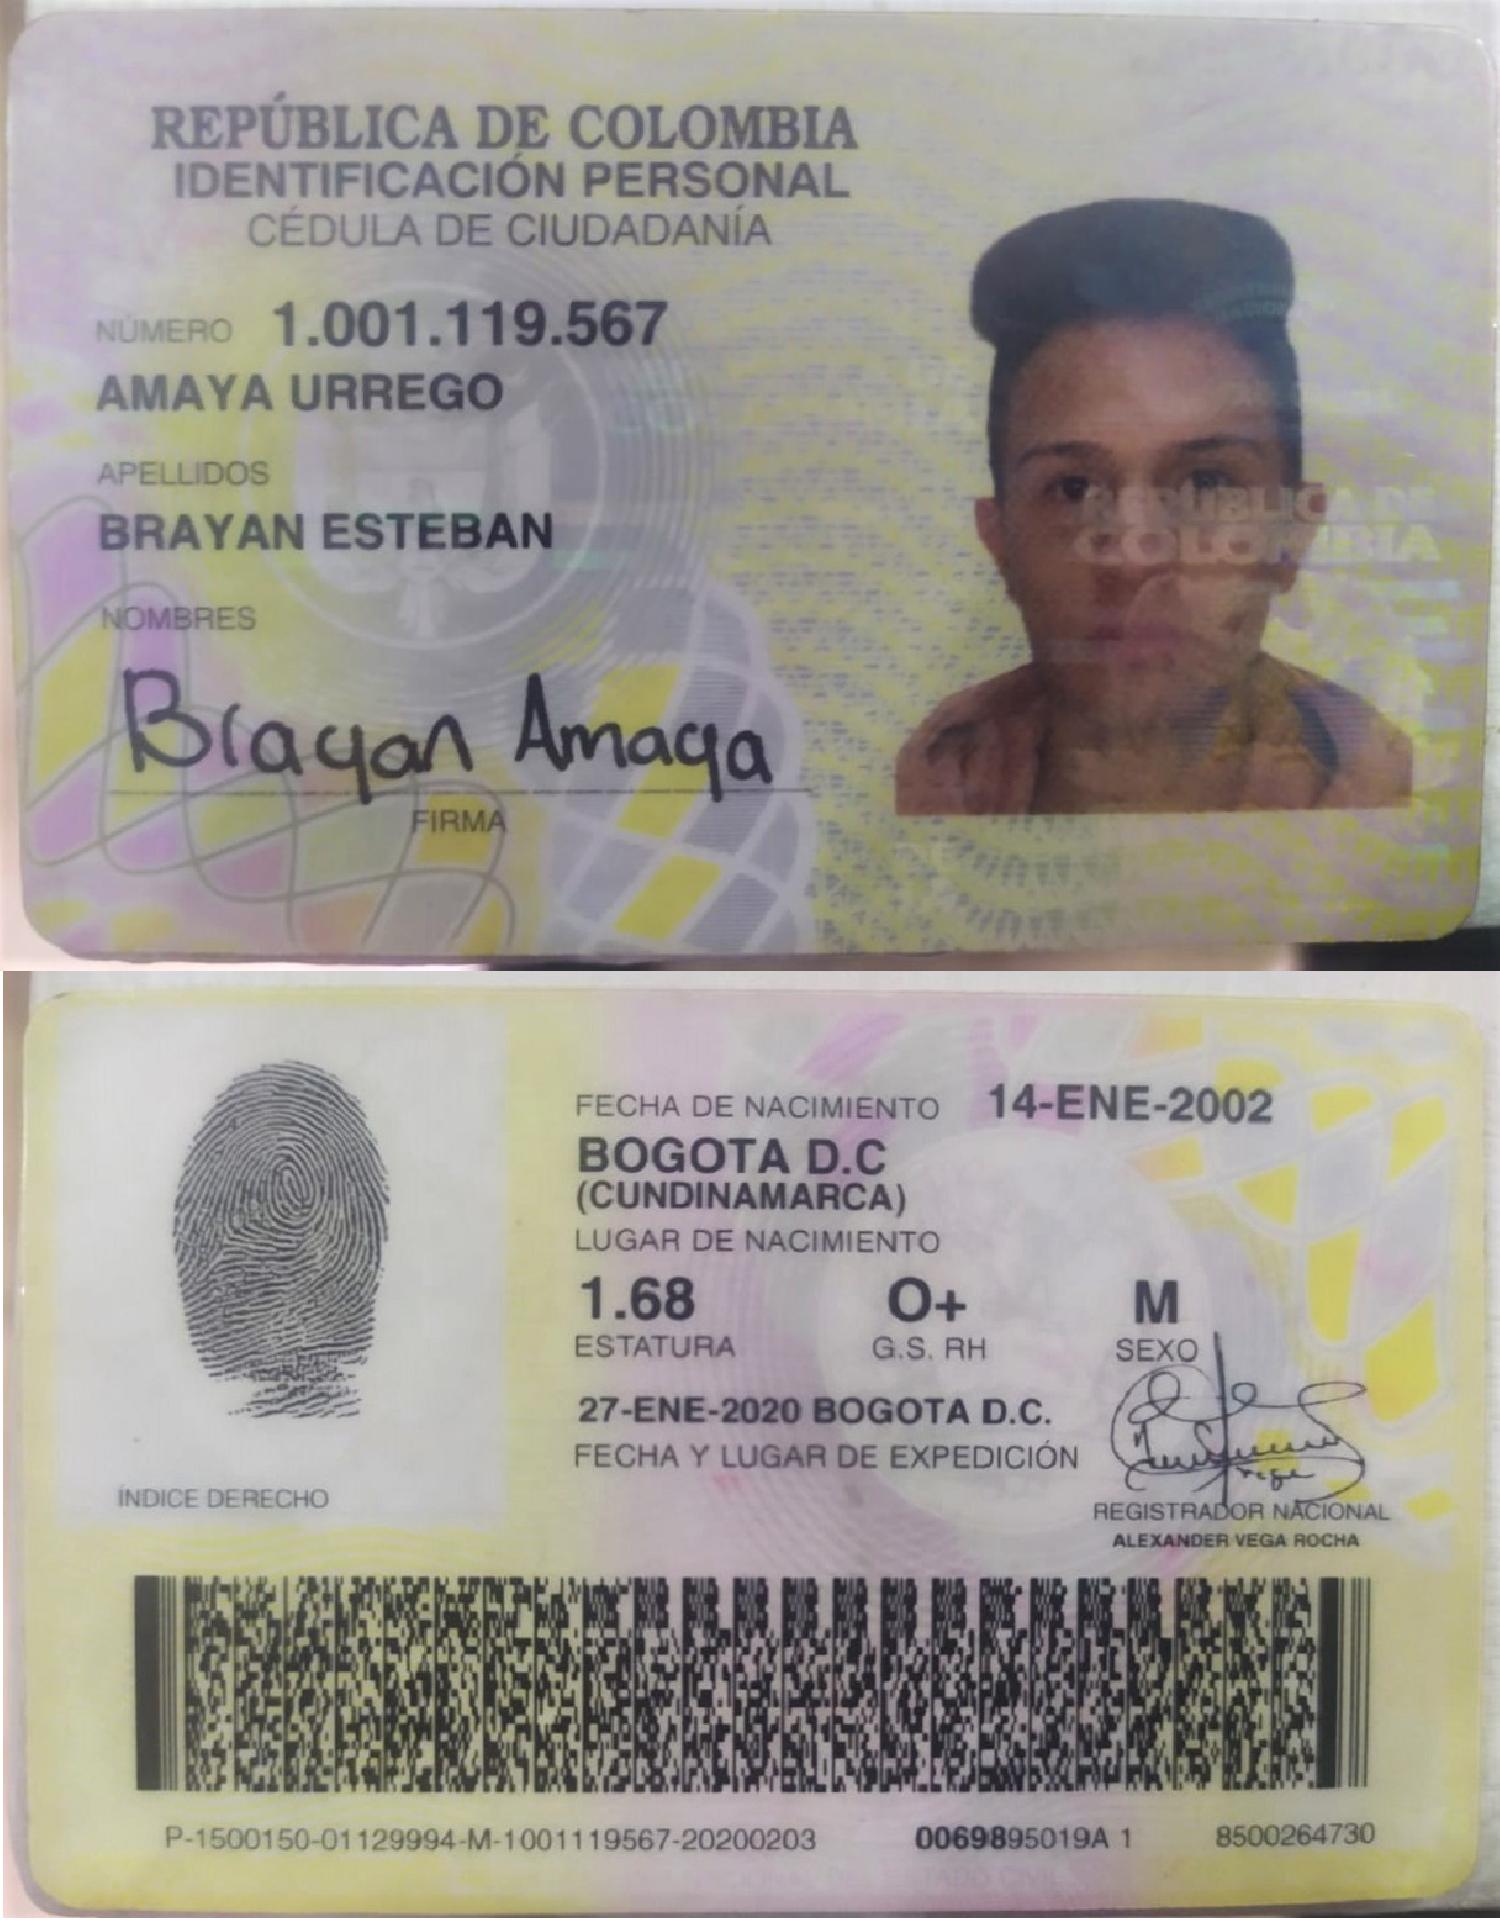 REPÚBLICA DE COLOMBIA
IDENTIFICACIÓN PERSONAL
CÉDULA DE CIUDADANÍA
NÚMERO 1.001.119.567
AMAYA URREGO
APELLIDOS
BRAYAN ESTEBAN
NOMBRES
Brayan Amaya
FIRMA
REPÚBLICA DE
COLOMBIA
FECHA DE NACIMIENTO 14-ENE-2002
BOGOTA D.C
(CUNDINAMARCA)
LUGAR DE NACIMIENTO
1.68 O+ M
ESTATURA G.S. RH SEXO
27-ENE-2020 BOGOTA D.C.
FECHA Y LUGAR DE EXPEDICIÓN
ÍNDICE DERECHO
REGISTRADOR NACIONAL
ALEXANDER VEGA ROCHA
P-1500150-01129994-M-1001119567-20200203 0069895019A 1 8500264730